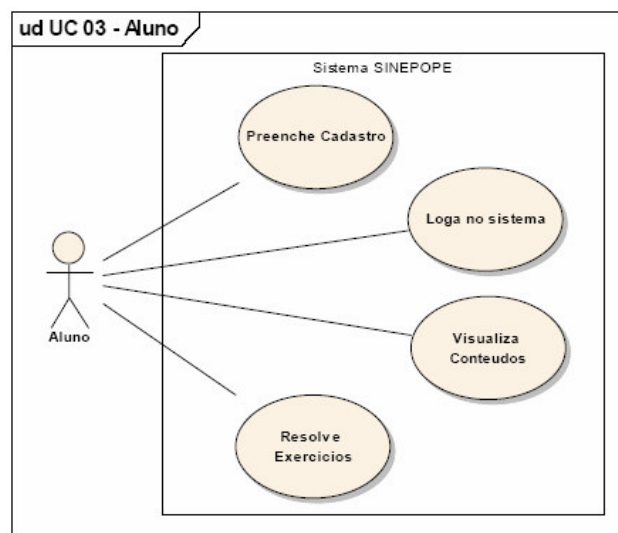 ud UC 03 - Aluno
Sistema SINEPOPE
Preenche Cadastro
Loga no sistema
Visualiza
Conteudos
Aluno
Resolve
Exercicios